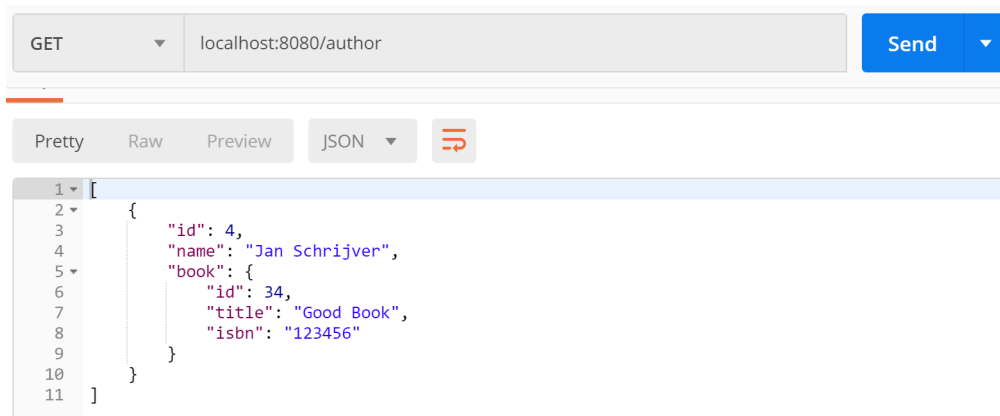 GET localhost:8080/author Send
Pretty Raw Preview JSON
1 [
2 {
3 "id": 4,
4 "name": "Jan Schrijver",
5 "book": {
6 "id": 34,
7 "title": "Good Book",
8 "isbn": "123456"
9 }
10 }
11 ]